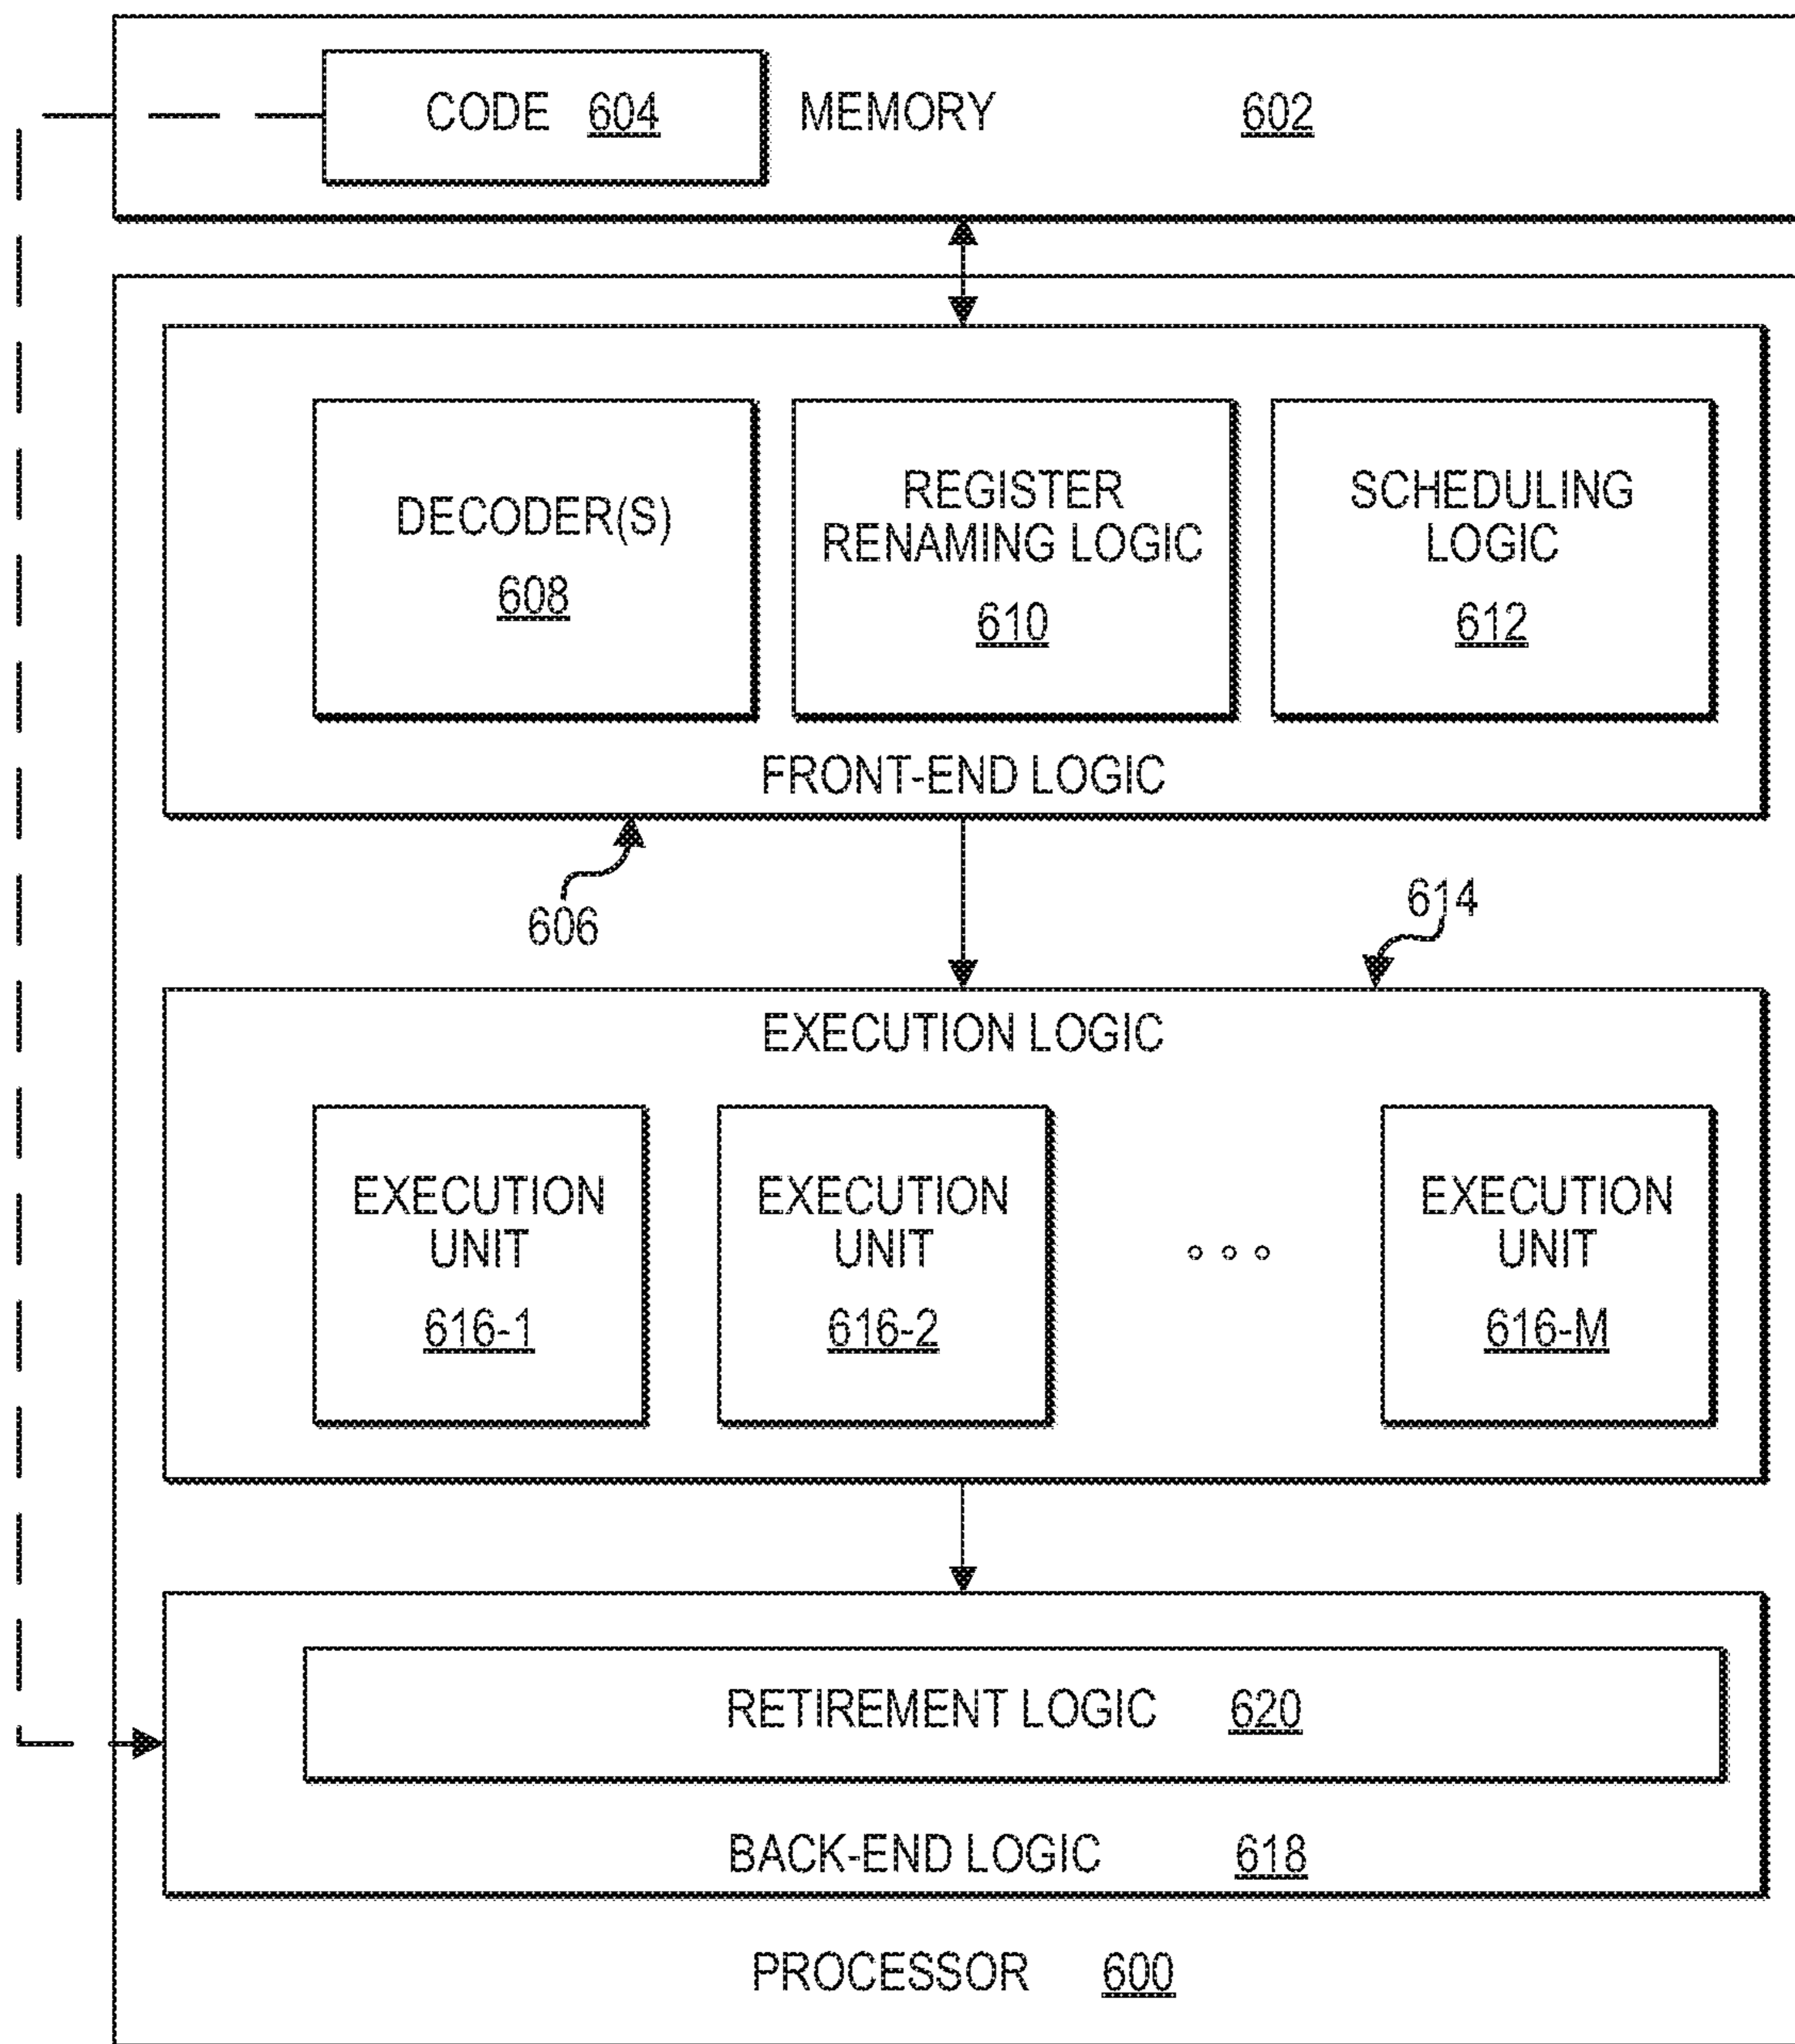 CODE 604 MEMORY 602
DECODER(S)
608
REGISTER
RENAMING LOGIC
610
SCHEDULING
LOGIC
612
FRONT-END LOGIC
606
614
EXECUTION LOGIC
EXECUTION
UNIT
616-1
EXECUTION
UNIT
616-2
EXECUTION
UNIT
616-M
RETIREMENT LOGIC 620
BACK-END LOGIC 618
PROCESSOR 600